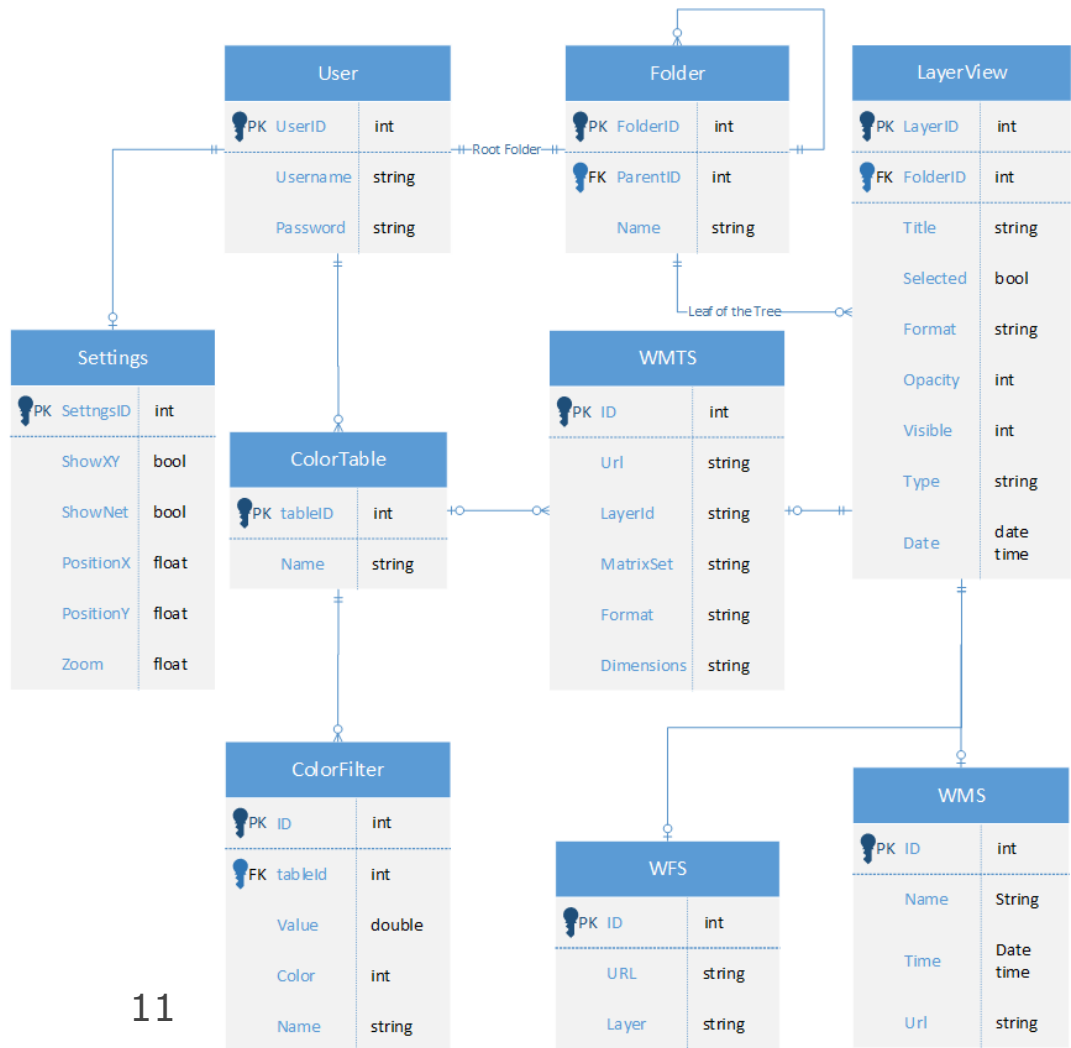 User
PK UserID int
Username string
Password string
Root Folder
Folder
PK FolderID int
FK ParentID int
Name string
LayerView
PK LayerID int
FK FolderID int
Title string
Selected bool
Format string
Opacity int
Visible int
Type string
Date date time
Leaf of the Tree
Settings
PK SettngsID int
ShowXY bool
ShowNet bool
PositionX float
PositionY float
Zoom float
ColorTable
PK tableID int
Name string
WMTS
PK ID int
Url string
LayerId string
MatrixSet string
Format string
Dimensions string
ColorFilter
PK ID int
FK tableId int
Value double
Color int
Name string
WFS
PK ID int
URL string
Layer string
WMS
PK ID int
Name String
Time Date time
Url string
11